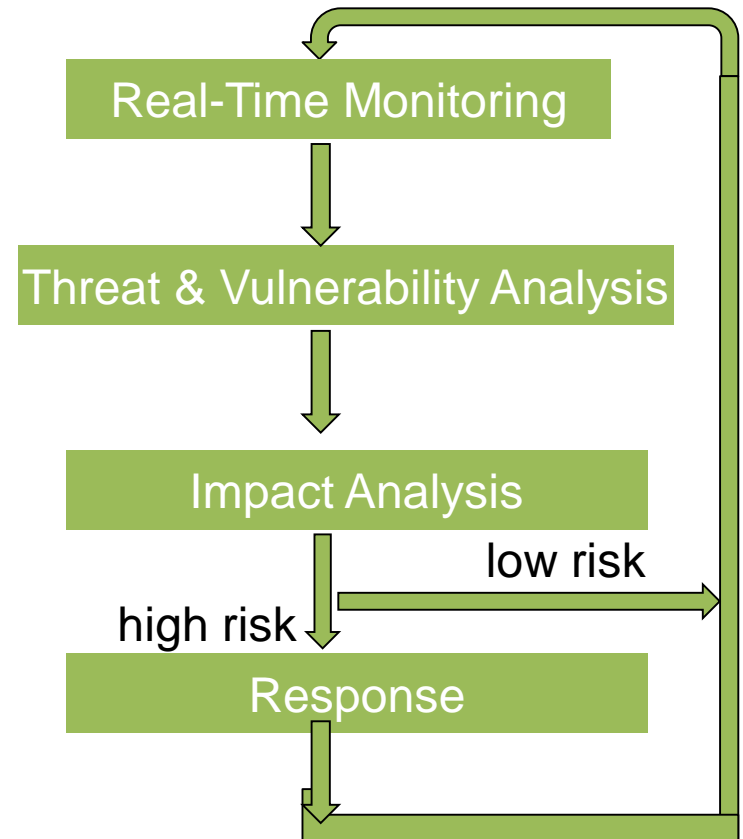 Real-Time Monitoring
Threat & Vulnerability Analysis
Impact Analysis
low risk
high risk
Response